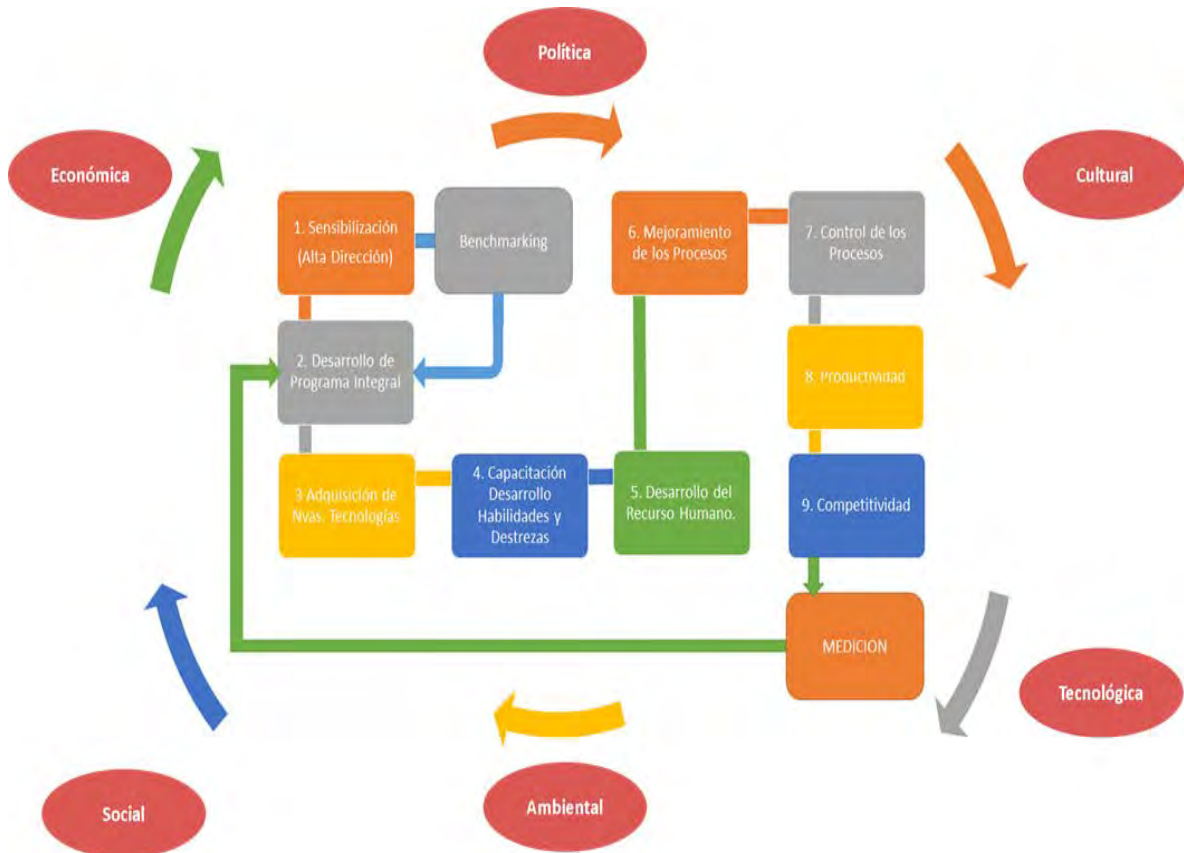 Política
Económica
Cultural
1. Sensibilización
(Alta Dirección)
Benchmarking
6. Mejoramiento
de los Procesos
7. Control de los
Procesos
2. Desarrollo de
Programa Integral
8. Productividad
3 Adquisición de
Nvas. Tecnologías
4. Capacitación
Desarrollo
Habilidades y
Destrezas
5. Desarrollo del
Recurso Humano.
9. Competitividad
MEDICION
Tecnológica
Social
Ambiental